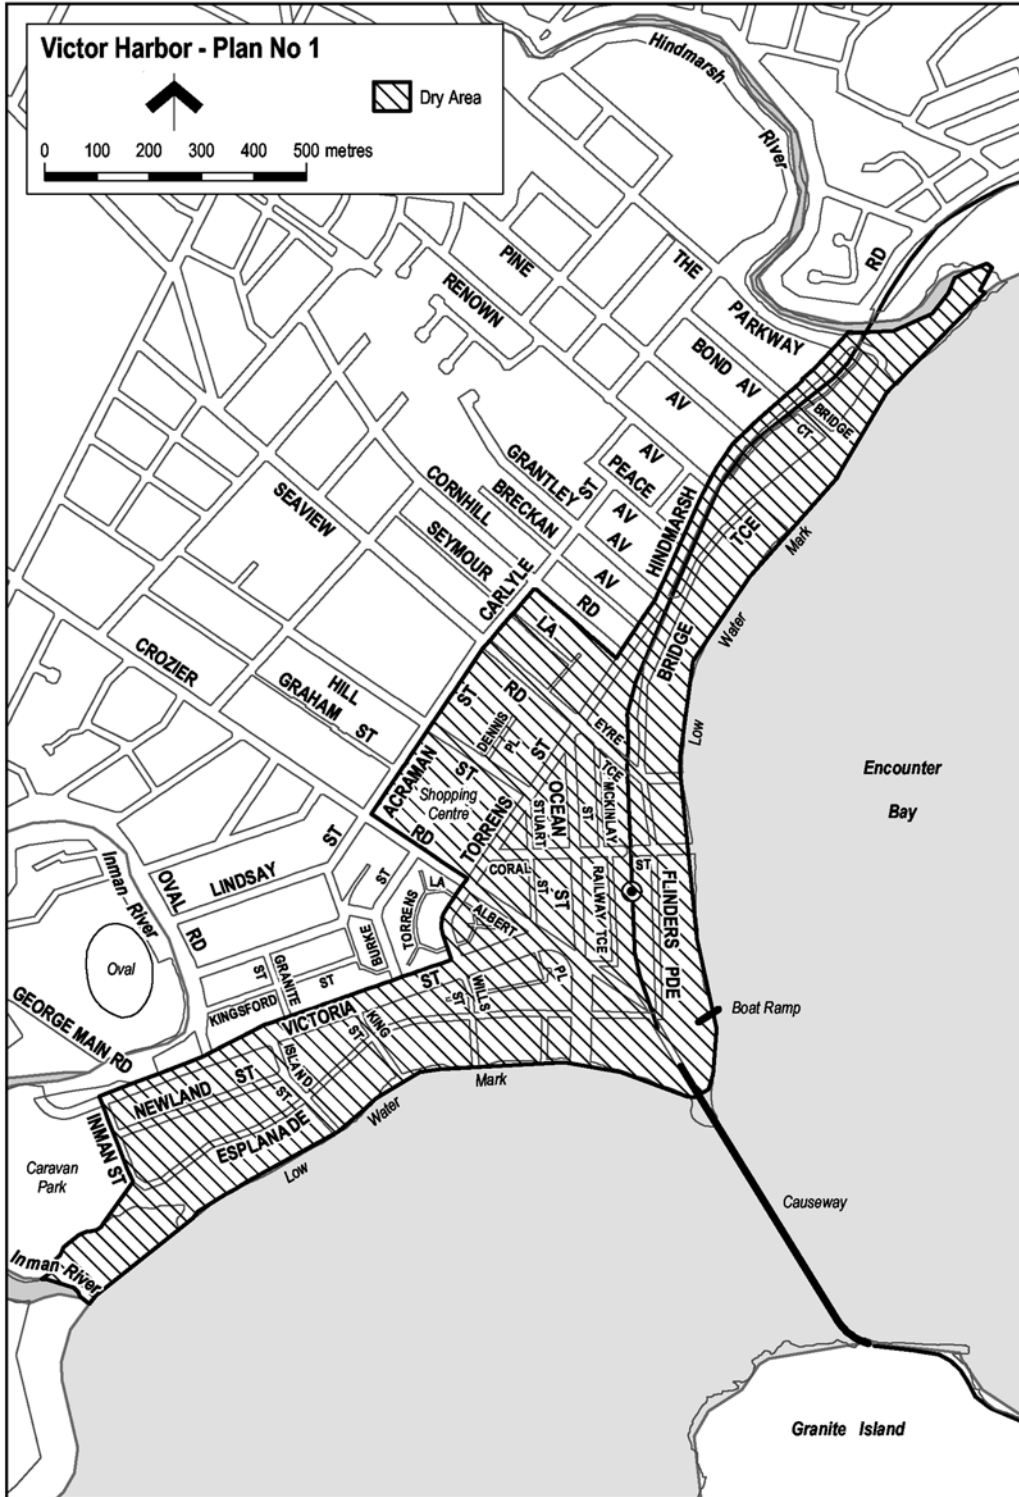 Victor Harbor - Plan No 1
Dry Area
0 100 200 300 400 500 metres
Hindmarsh
River
RD
PINE
THE
RENOWN
PARKWAY
BOND AV
AV
BRIDGE
CT
AV
PEACE
GRANTLEY
ST
CORNHILL
BRECKAN
AV
SEAVIEW
HINDMARSH
TCE
Mark
SEYMOUR
AV
CARLYLE
AV
RD
Water
LA
CROZIER
BRIDGE
HILL
GRAHAM
ST
ST
RD
DENNIS
PL
ST
EYRE
Low
Encounter
Bay
ACRAMAN
ST
TCE
Shopping
Centre
OCEAN
ST
MCKINLAY
STUART
RD
TORRENS
ST
LINDSAY
Inman River
OVAL
RD
ST
CORAL
ST
ST
RAILWAY TCE
ST
FLINDERS
PDE
LA
TORRENS
ALBERT
BURKE
Oval
ST
GRANITE
ST
ST
WILLS
ST
PL
GEORGE MAIN RD
KINGSFORD
VICTORIA
KING
ST
Boat Ramp
ISLAND
ST
NEWLAND
ST
Mark
INMAN ST
ESPLANADE
Water
Low
Caravan
Park
Causeway
Inman River
Granite Island